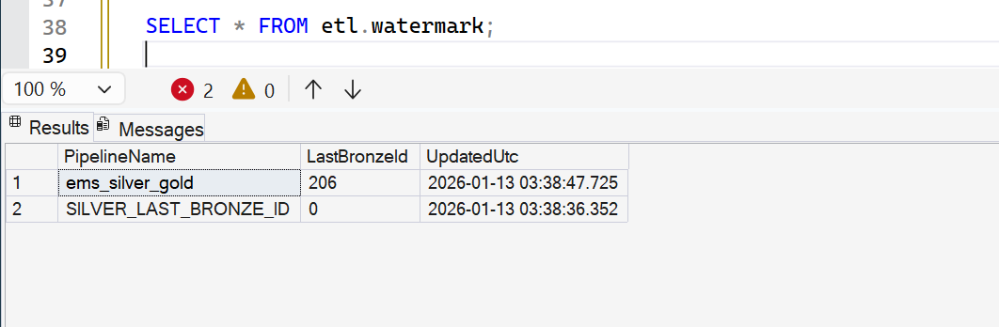 37
38 SELECT * FROM etl.watermark;
39
100 % 2 0
Results Messages
PipelineName LastBronzeId UpdatedUtc
1 ems_silver_gold 206 2026-01-13 03:38:47.725
2 SILVER_LAST_BRONZE_ID 0 2026-01-13 03:38:36.352